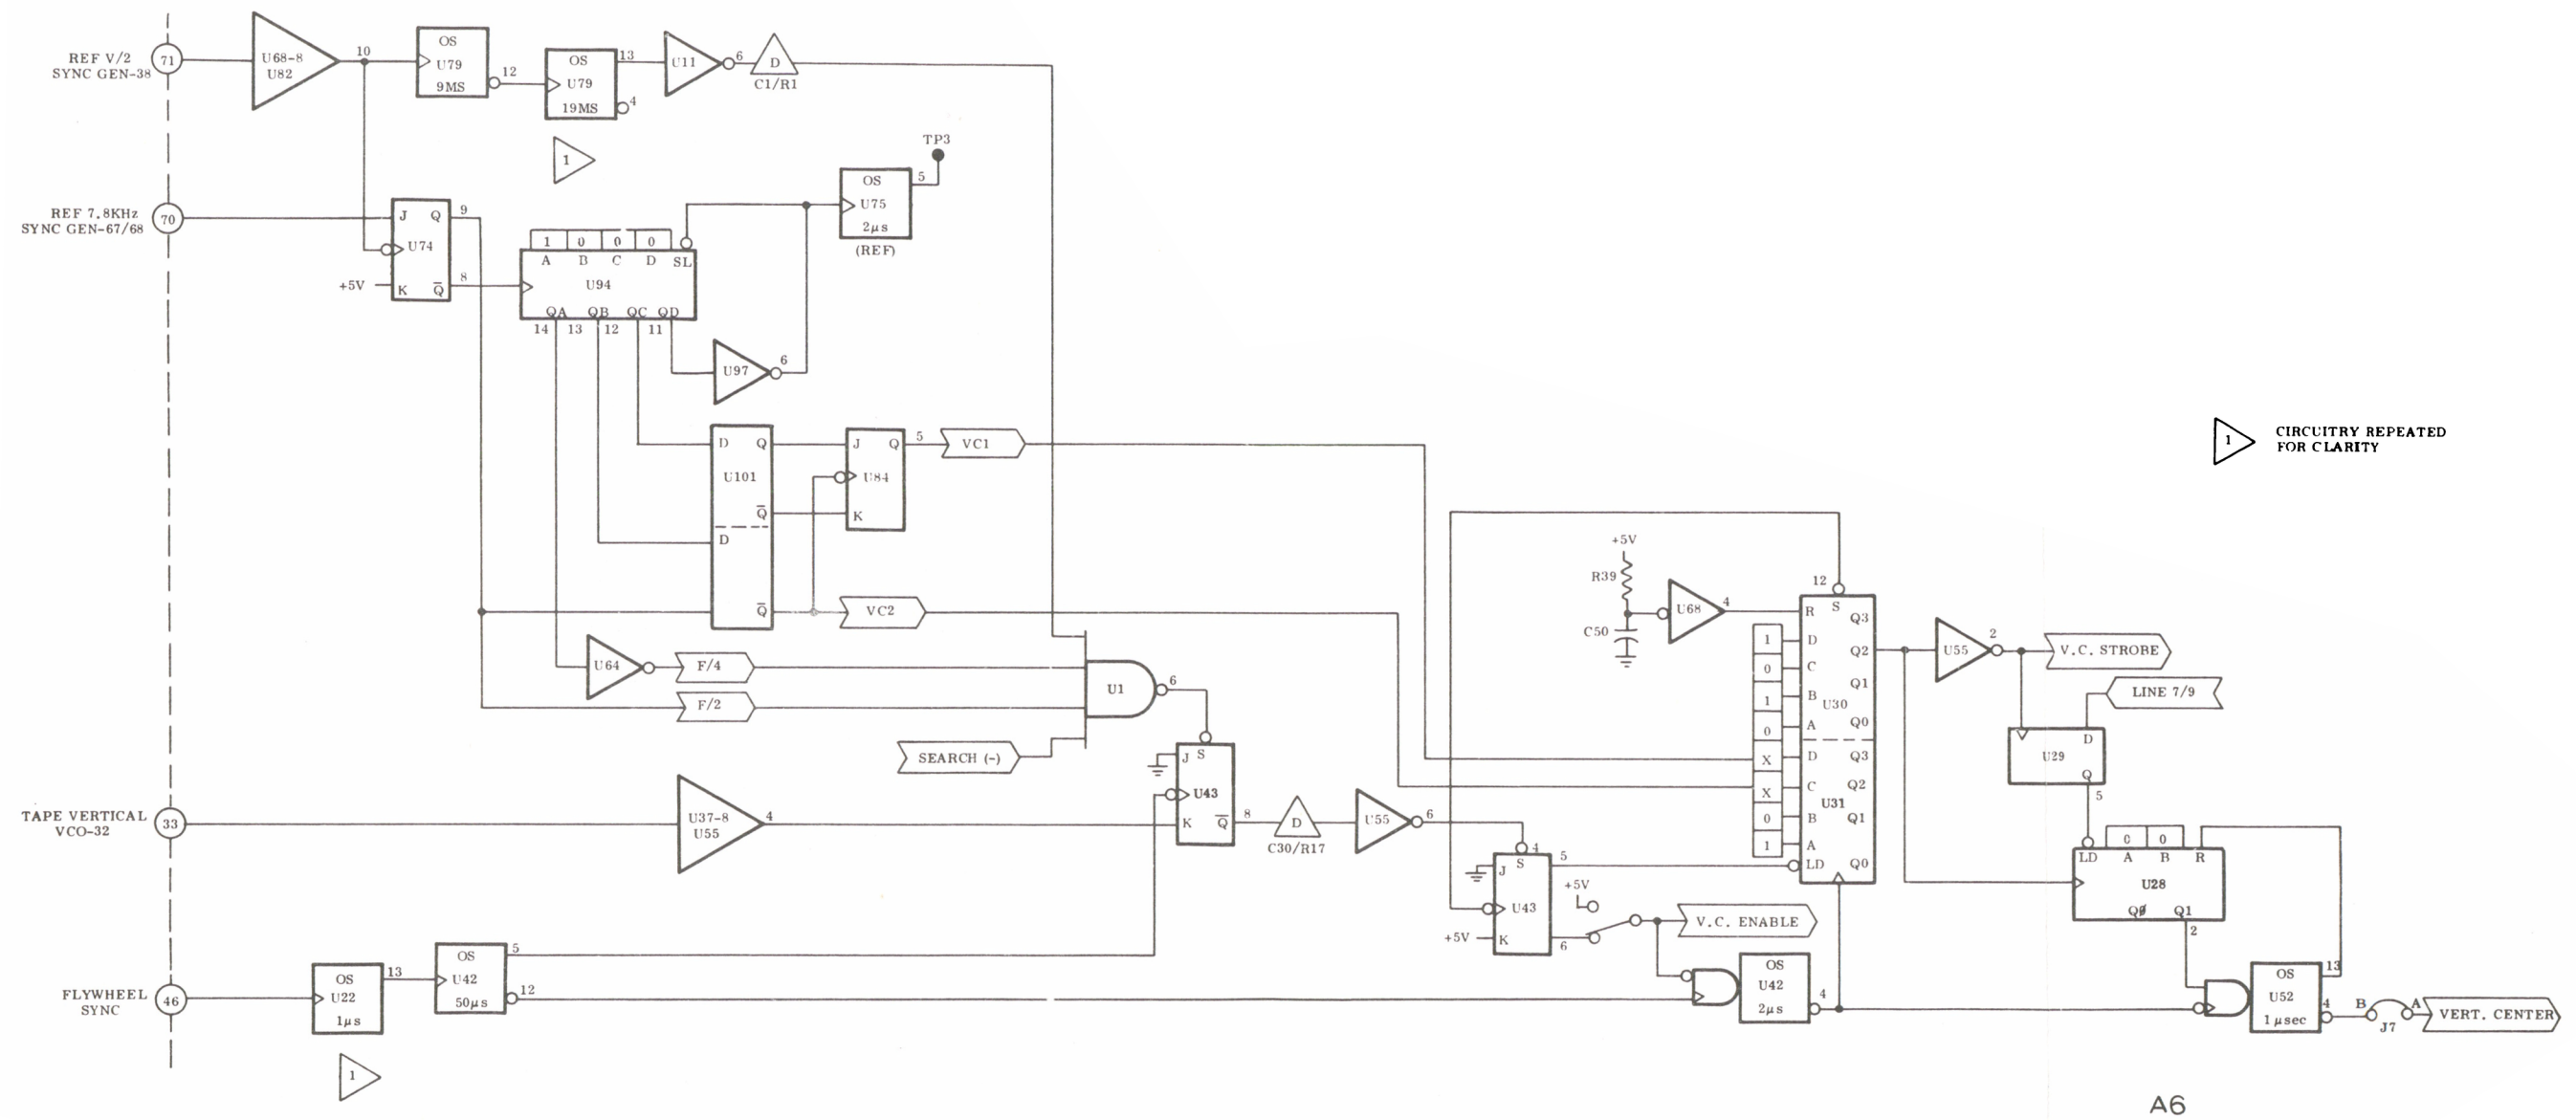 REF V/2
SYNC GEN-38
71
U68-8
U82
10
OS
U79
9MS
12
OS
U79
19MS
13
4
U11
6
D
C1/R1
1
TP3
OS
U75
2μs
5
(REF)
REF 7.8KHz
SYNC GEN-67/68
70
J Q 9
U74
+5V
K Q̅ 8
1 0 0 0
A B C D SL
U94
QA QB QC QD
14 13 12 11
U97
6
D Q
U101
Q̅
D
Q̅
J Q 5
U84
K
VC1
VC2
1
CIRCUITRY REPEATED
FOR CLARITY
U64
F/4
F/2
SEARCH (-)
U1
6
+5V
R39
C50
U68
4
12
S
R Q3
1 D
Q2
0 C
Q1
1 B
U30
0 A Q0
X D Q3
X C Q2
U31
0 B Q1
1 A
LD Q0
U55
2
V.C. STROBE
LINE 7/9
D
U29
Q
5
0 0
LD A B R
U28
Q0 Q1
2
TAPE VERTICAL
VCO-32
33
U37-8
U55
4
J S
U43
K Q̅ 8
D
C30/R17
U55
6
4
S
J
5
U43
+5V
K
6
+5V
V.C. ENABLE
FLYWHEEL
SYNC
46
OS
U22
1μs
13
OS
U42
50μs
5
12
OS
U42
2μs
4
OS
U52
1μsec
13
4
B A
J7
VERT. CENTER
1
A6